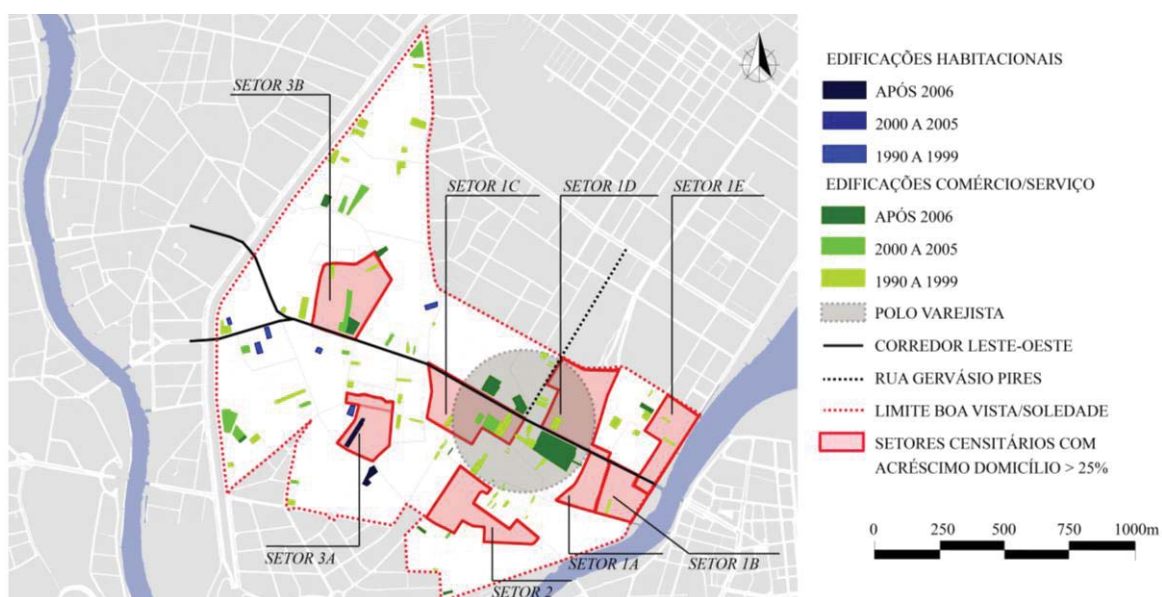 SETOR 3B
SETOR 1C
SETOR 1D
SETOR 1E
SETOR 3A
SETOR 2
SETOR 1A
SETOR 1B
EDIFICAÇÕES HABITACIONAIS
APÓS 2006
2000 A 2005
1990 A 1999
EDIFICAÇÕES COMÉRCIO/SERVIÇO
APÓS 2006
2000 A 2005
1990 A 1999
POLO VAREJISTA
CORREDOR LESTE-OESTE
RUA GERVÁSIO PIRES
LIMITE BOA VISTA/SOLEDADE
SETORES CENSITÁRIOS COM
ACRÉSCIMO DOMICÍLIO > 25%
0 250 500 750 1000m